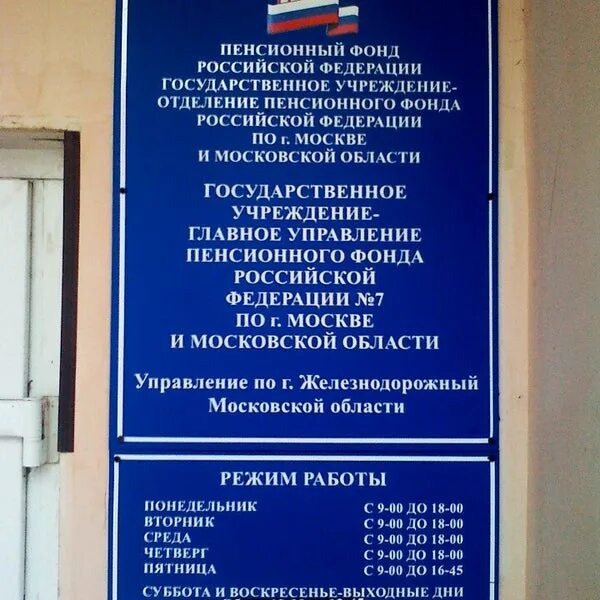 ПЕНСИОННЫЙ ФОНД
РОССИЙСКОЙ ФЕДЕРАЦИИ
ГОСУДАРСТВЕННОЕ УЧРЕЖДЕНИЕ-
ОТДЕЛЕНИЕ ПЕНСИОННОГО ФОНДА
РОССИЙСКОЙ ФЕДЕРАЦИИ
ПО г. МОСКВЕ
И МОСКОВСКОЙ ОБЛАСТИ
ГОСУДАРСТВЕННОЕ
УЧРЕЖДЕНИЕ-
ГЛАВНОЕ УПРАВЛЕНИЕ
ПЕНСИОННОГО ФОНДА
РОССИЙСКОЙ
ФЕДЕРАЦИИ №7
ПО г. МОСКВЕ
И МОСКОВСКОЙ ОБЛАСТИ
Управление по г. Железнодорожный
Московской области
РЕЖИМ РАБОТЫ
ПОНЕДЕЛЬНИК С 9-00 ДО 18-00
ВТОРНИК С 9-00 ДО 18-00
СРЕДА С 9-00 ДО 18-00
ЧЕТВЕРГ С 9-00 ДО 18-00
ПЯТНИЦА С 9-00 ДО 16-45
СУББОТА И ВОСКРЕСЕНЬЕ-ВЫХОДНЫЕ ДНИ